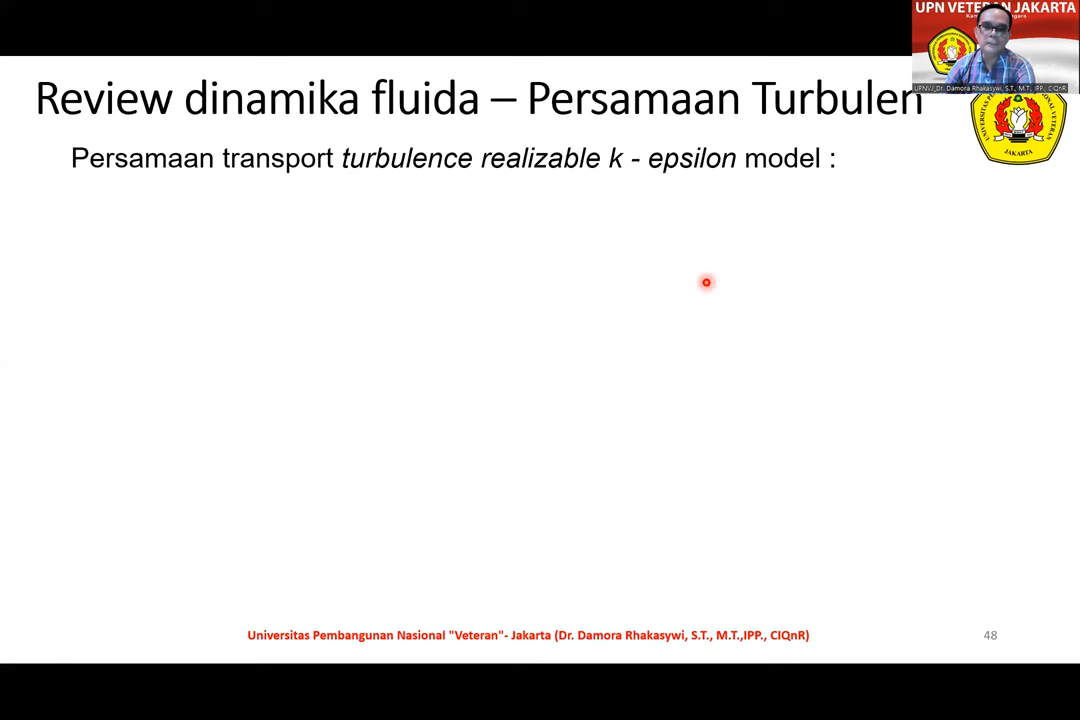 UPN VETERAN JAKARTA
UPNVJ_Dr. Damora Rhakasywi, S.T., M.T., IPP., CIQnR
Review dinamika fluida – Persamaan Turbulen
JAKARTA
Persamaan transport turbulence realizable k - epsilon model :
Universitas Pembangunan Nasional "Veteran"- Jakarta (Dr. Damora Rhakasywi, S.T., M.T.,IPP., CIQnR)
48